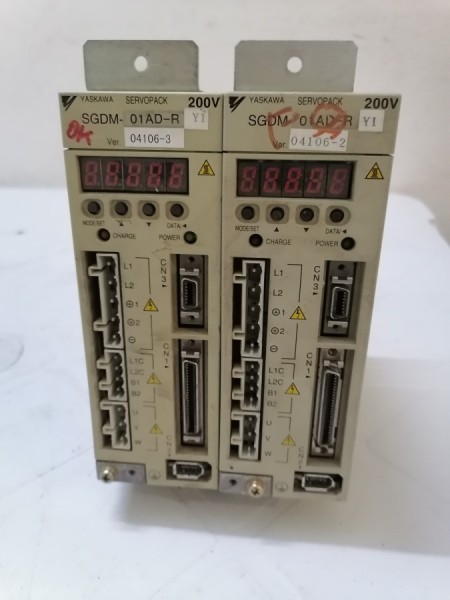 YASKAWA SERVOPACK 200V
SGDM- 01AD-R Y1
OK
Ver. 04106-3
MODE/SET ▲ ▼ DATA/◄
CHARGE POWER
CN3
L1
L2
⊕1
⊕2
⊖
CN1
L1C
L2C
B1
B2
U
V
W
YASKAWA SERVOPACK 200V
SGDM- 01AD-R Y1
Ver. 04106-2
MODE/SET ▲ ▼ DATA/◄
CHARGE POWER
CN3
L1
L2
⊕1
⊕2
⊖
CN1
L1C
L2C
B1
B2
U
V
W